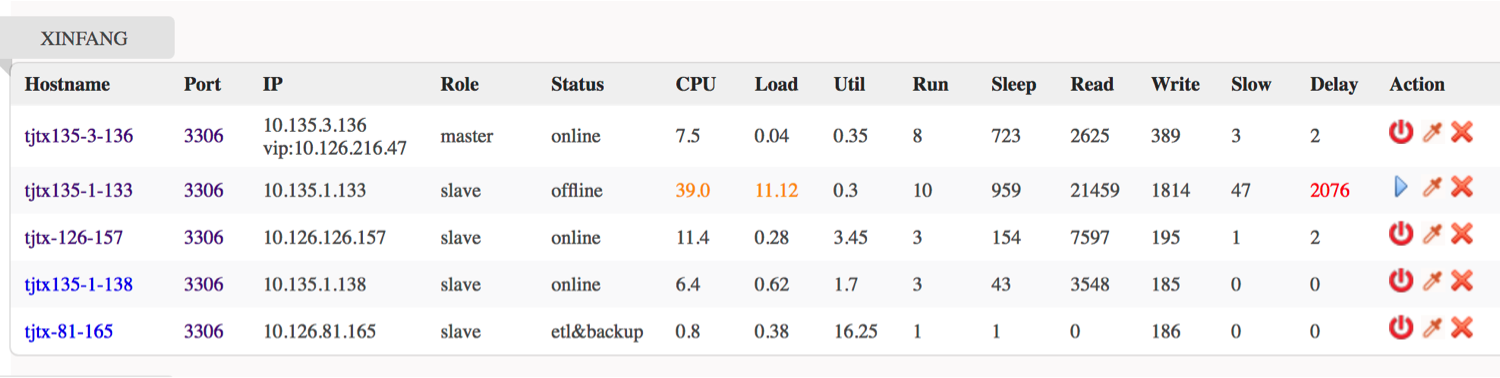 XINFANG
Hostname Port IP Role Status CPU Load Util Run Sleep Read Write Slow Delay Action
tjtx135-3-136 3306 10.135.3.136 vip:10.126.216.47 master online 7.5 0.04 0.35 8 723 2625 389 3 2
tjtx135-1-133 3306 10.135.1.133 slave offline 39.0 11.12 0.3 10 959 21459 1814 47 2076
tjtx-126-157 3306 10.126.126.157 slave online 11.4 0.28 3.45 3 154 7597 195 1 2
tjtx135-1-138 3306 10.135.1.138 slave online 6.4 0.62 1.7 3 43 3548 185 0 0
tjtx-81-165 3306 10.126.81.165 slave etl&backup 0.8 0.38 16.25 1 1 0 186 0 0